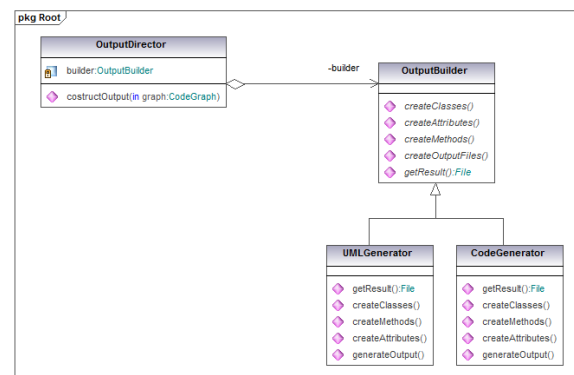 pkg Root
OutputDirector
builder:OutputBuilder
costructOutput(in graph:CodeGraph)
-builder
OutputBuilder
createClasses()
createAttributes()
createMethods()
createOutputFiles()
getResult():File
UMLGenerator
getResult():File
createClasses()
createMethods()
createAttributes()
generateOutput()
CodeGenerator
getResult():File
createClasses()
createMethods()
createAttributes()
generateOutput()